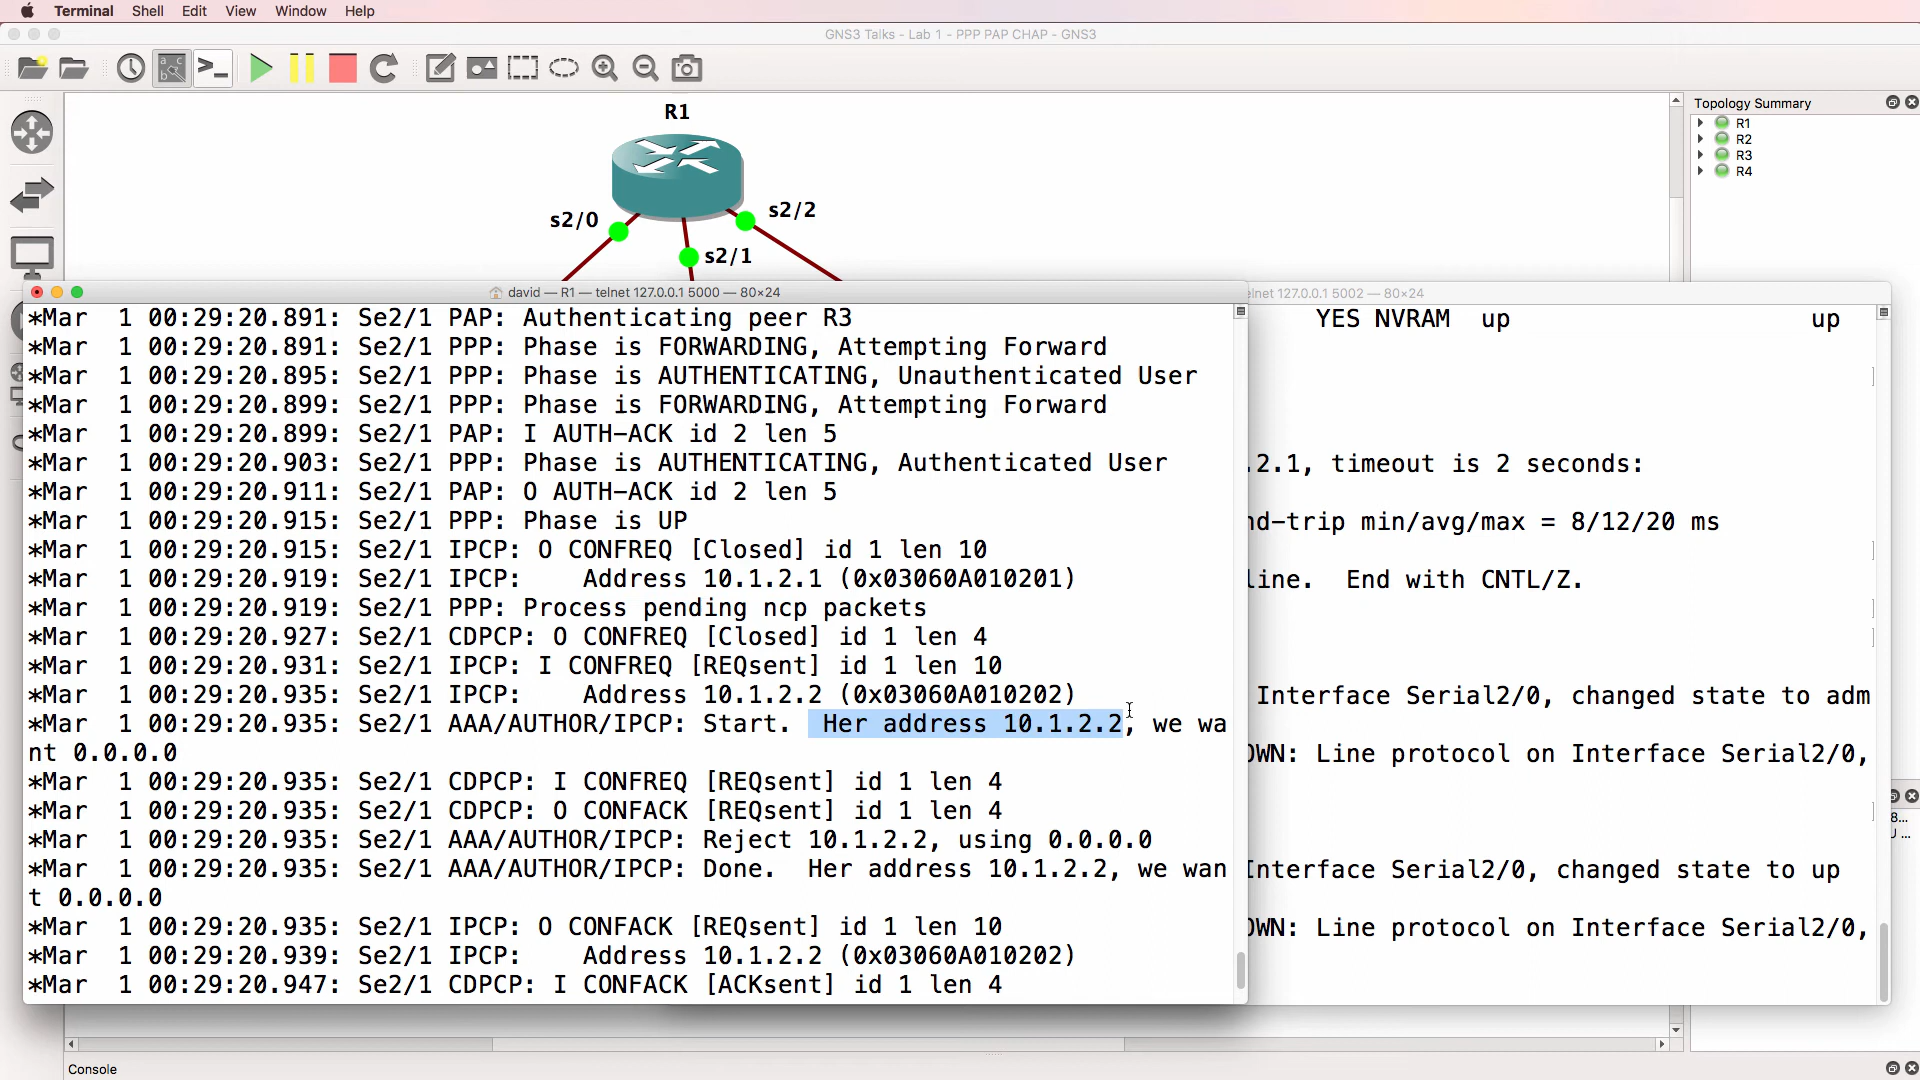 Terminal Shell Edit View Window Help
GNS3 Talks - Lab 1 - PPP PAP CHAP - GNS3
R1
s2/0
s2/2
s2/1
Topology Summary
R1
R2
R3
R4
david — R1 — telnet 127.0.0.1 5000 — 80×24
*Mar  1 00:29:20.891: Se2/1 PAP: Authenticating peer R3
*Mar  1 00:29:20.891: Se2/1 PPP: Phase is FORWARDING, Attempting Forward
*Mar  1 00:29:20.895: Se2/1 PPP: Phase is AUTHENTICATING, Unauthenticated User
*Mar  1 00:29:20.899: Se2/1 PPP: Phase is FORWARDING, Attempting Forward
*Mar  1 00:29:20.899: Se2/1 PAP: I AUTH-ACK id 2 len 5
*Mar  1 00:29:20.903: Se2/1 PPP: Phase is AUTHENTICATING, Authenticated User
*Mar  1 00:29:20.911: Se2/1 PAP: O AUTH-ACK id 2 len 5
*Mar  1 00:29:20.915: Se2/1 PPP: Phase is UP
*Mar  1 00:29:20.915: Se2/1 IPCP: O CONFREQ [Closed] id 1 len 10
*Mar  1 00:29:20.919: Se2/1 IPCP:    Address 10.1.2.1 (0x03060A010201)
*Mar  1 00:29:20.919: Se2/1 PPP: Process pending ncp packets
*Mar  1 00:29:20.927: Se2/1 CDPCP: O CONFREQ [Closed] id 1 len 4
*Mar  1 00:29:20.931: Se2/1 IPCP: I CONFREQ [REQsent] id 1 len 10
*Mar  1 00:29:20.935: Se2/1 IPCP:    Address 10.1.2.2 (0x03060A010202)
*Mar  1 00:29:20.935: Se2/1 AAA/AUTHOR/IPCP: Start.  Her address 10.1.2.2, we wa
nt 0.0.0.0
*Mar  1 00:29:20.935: Se2/1 CDPCP: I CONFREQ [REQsent] id 1 len 4
*Mar  1 00:29:20.935: Se2/1 CDPCP: O CONFACK [REQsent] id 1 len 4
*Mar  1 00:29:20.935: Se2/1 AAA/AUTHOR/IPCP: Reject 10.1.2.2, using 0.0.0.0
*Mar  1 00:29:20.935: Se2/1 AAA/AUTHOR/IPCP: Done.  Her address 10.1.2.2, we wan
t 0.0.0.0
*Mar  1 00:29:20.935: Se2/1 IPCP: O CONFACK [REQsent] id 1 len 10
*Mar  1 00:29:20.939: Se2/1 IPCP:    Address 10.1.2.2 (0x03060A010202)
*Mar  1 00:29:20.947: Se2/1 CDPCP: I CONFACK [ACKsent] id 1 len 4
elnet 127.0.0.1 5002 — 80×24
YES NVRAM  up                    up
.2.1, timeout is 2 seconds:
nd-trip min/avg/max = 8/12/20 ms
line.  End with CNTL/Z.
Interface Serial2/0, changed state to adm
OWN: Line protocol on Interface Serial2/0,
Interface Serial2/0, changed state to up
OWN: Line protocol on Interface Serial2/0,
8...
U ...
Console